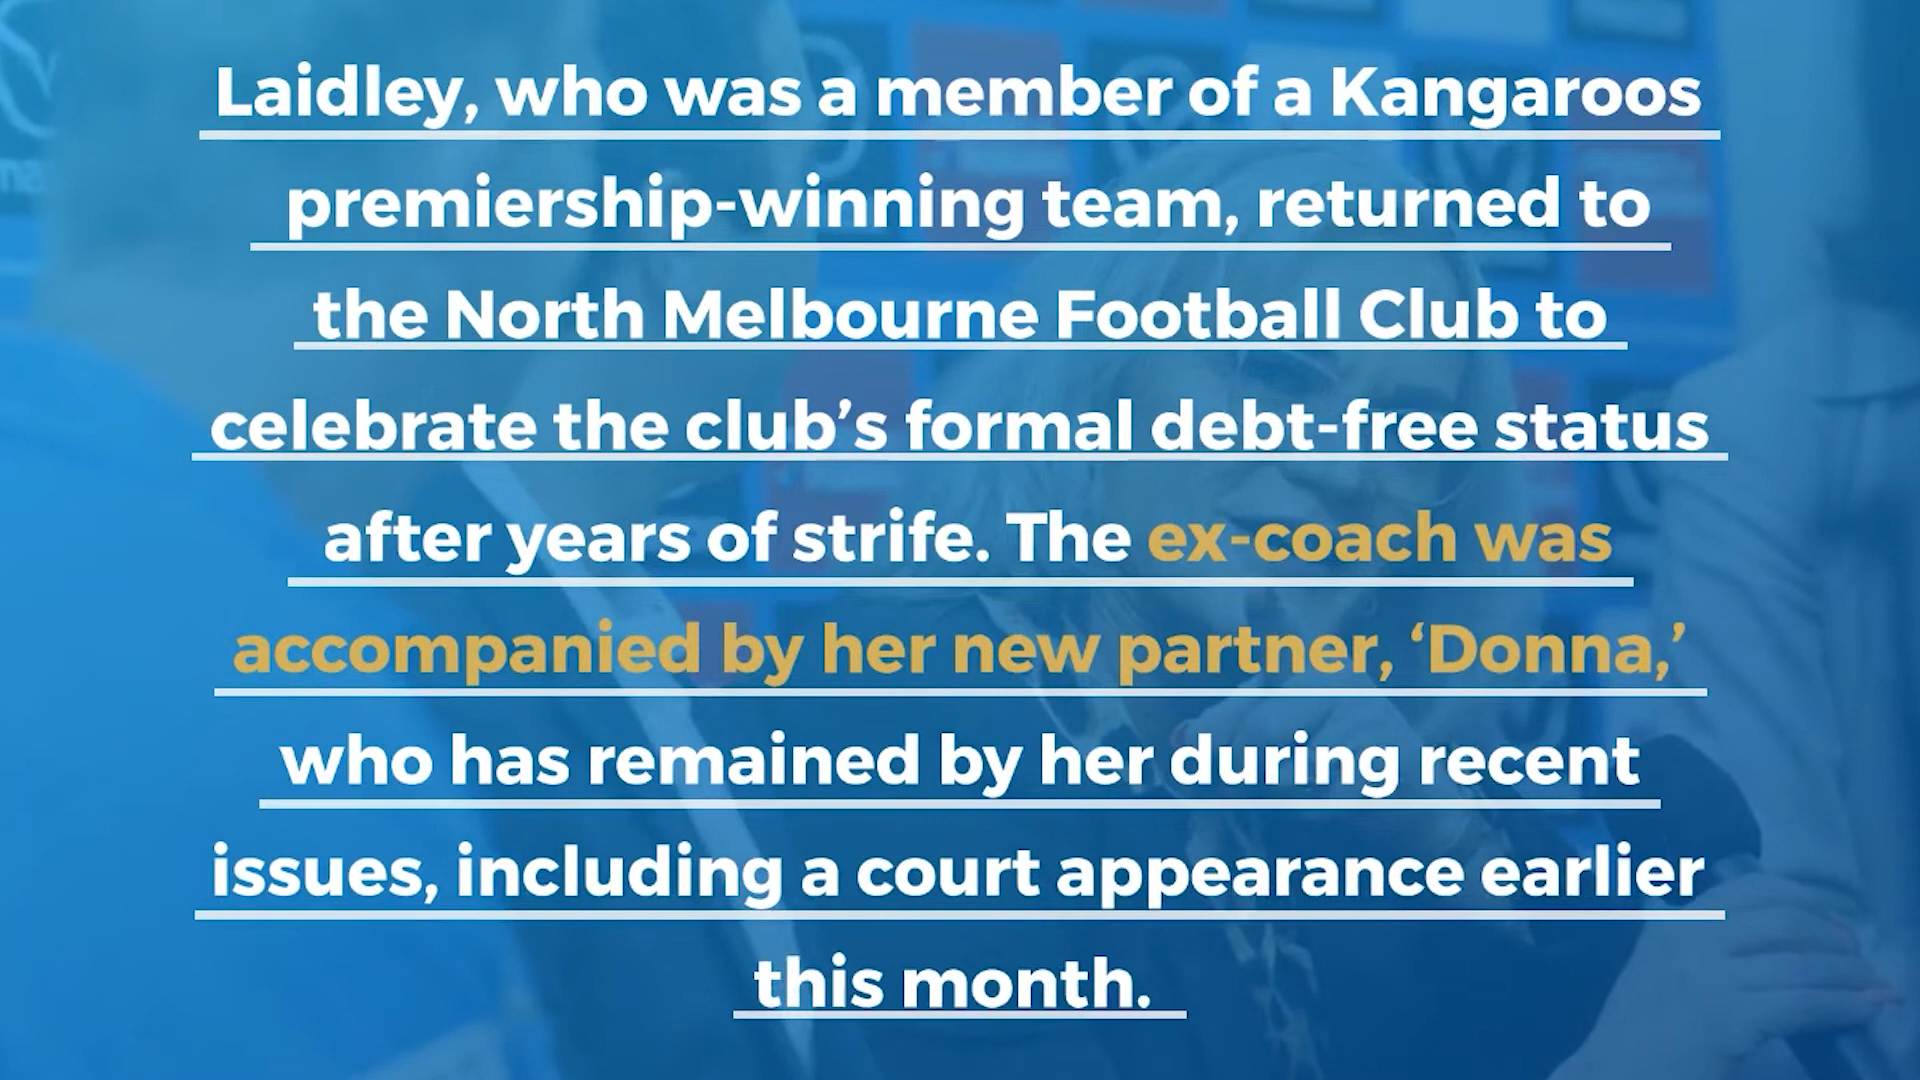 Laidley, who was a member of a Kangaroos
premiership-winning team, returned to
the North Melbourne Football Club to
celebrate the club’s formal debt-free status
after years of strife. The ex-coach was
accompanied by her new partner, ‘Donna,’
who has remained by her during recent
issues, including a court appearance earlier
this month.